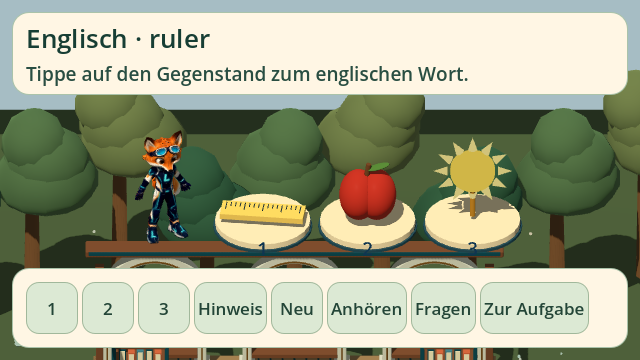 Englisch · ruler
Tippe auf den Gegenstand zum englischen Wort.
1 2 3
1 2 3 Hinweis Neu Anhören Fragen Zur Aufgabe